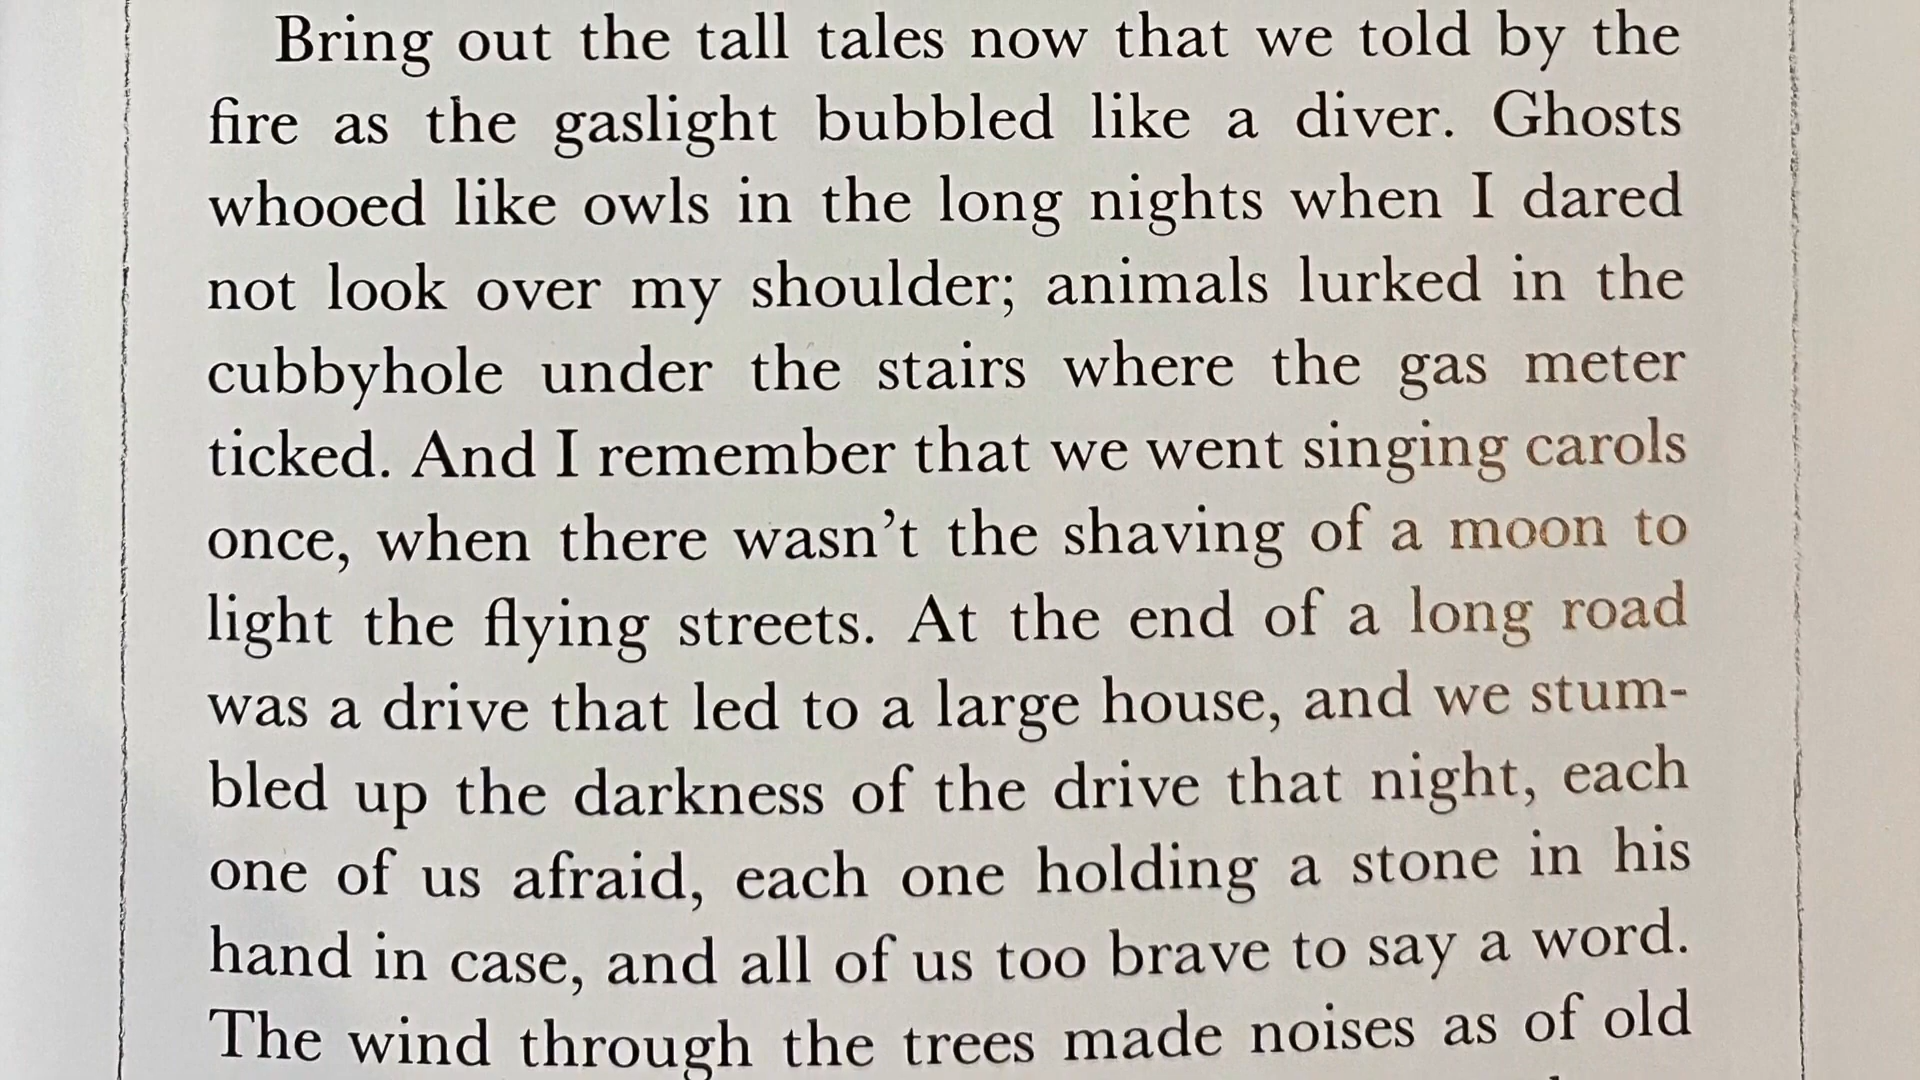 Bring out the tall tales now that we told by the
fire as the gaslight bubbled like a diver. Ghosts
whooed like owls in the long nights when I dared
not look over my shoulder; animals lurked in the
cubbyhole under the stairs where the gas meter
ticked. And I remember that we went singing carols
once, when there wasn’t the shaving of a moon to
light the flying streets. At the end of a long road
was a drive that led to a large house, and we stum-
bled up the darkness of the drive that night, each
one of us afraid, each one holding a stone in his
hand in case, and all of us too brave to say a word.
The wind through the trees made noises as of old